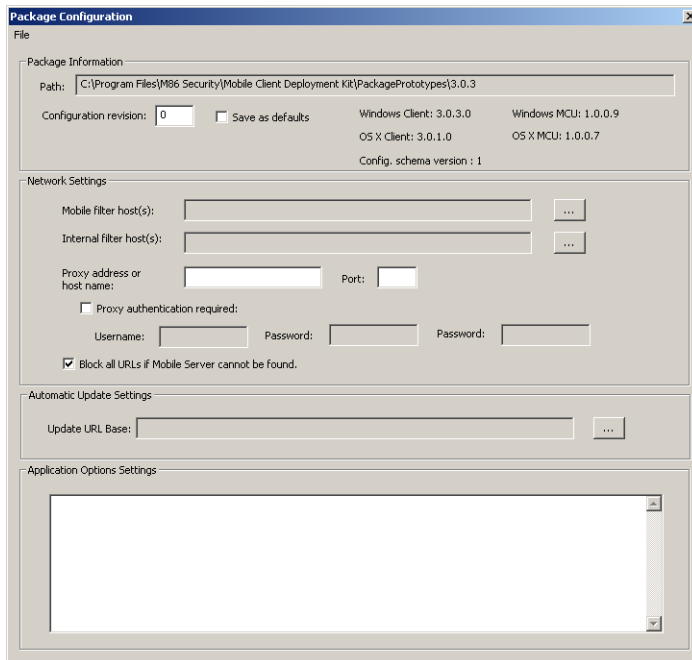 Package Configuration
File
Package Information
Path: C:\Program Files\M86 Security\Mobile Client Deployment Kit\PackagePrototypes\3.0.3
Configuration revision: 0 Save as defaults Windows Client: 3.0.3.0 Windows MCU: 1.0.0.9
OS X Client: 3.0.1.0 OS X MCU: 1.0.0.7
Config. schema version : 1
Network Settings
Mobile filter host(s): ...
Internal filter host(s): ...
Proxy address or
host name: Port:
Proxy authentication required:
Username: Password: Password:
Block all URLs if Mobile Server cannot be found.
Automatic Update Settings
Update URL Base: ...
Application Options Settings